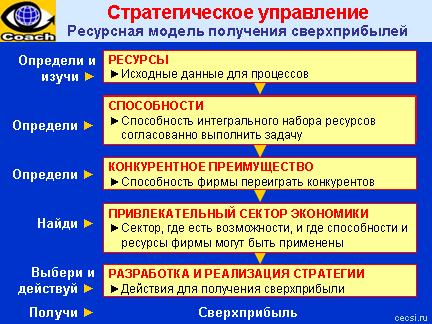 Coach
Стратегическое управление
Ресурсная модель получения сверхприбылей
Определи и
изучи ►
РЕСУРСЫ
►Исходные данные для процессов
Определи ►
СПОСОБНОСТИ
►Способность интегрального набора ресурсов
согласованно выполнить задачу
Определи ►
КОНКУРЕНТНОЕ ПРЕИМУЩЕСТВО
►Способность фирмы переиграть конкурентов
Найди ►
ПРИВЛЕКАТЕЛЬНЫЙ СЕКТОР ЭКОНОМИКИ
►Сектор, где есть возможности, и где способности и
ресурсы фирмы могут быть применены
Выбери и
действуй ►
РАЗРАБОТКА И РЕАЛИЗАЦИЯ СТРАТЕГИИ
►Действия для получения сверхприбыли
Получи ►
Сверхприбыль
cecsi.ru